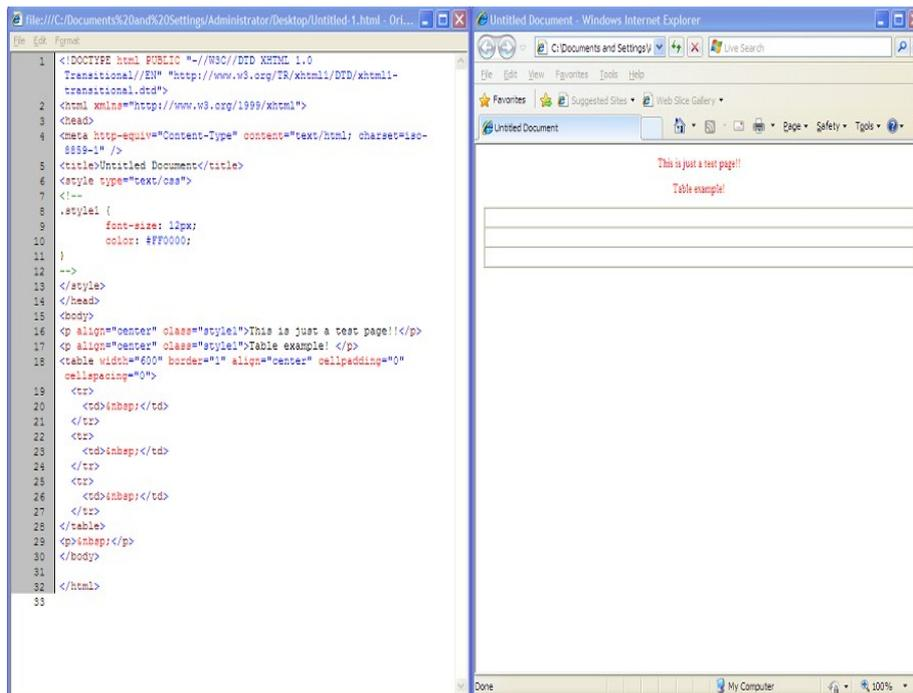 file:///C:/Documents%20and%20Settings/Administrator/Desktop/Untitled-1.html - Ori...
File Edit Format
1 <!DOCTYPE html PUBLIC "-//W3C//DTD XHTML 1.0
Transitional//EN" "http://www.w3.org/TR/xhtml1/DTD/xhtml1-
transitional.dtd">
2 <html xmlns="http://www.w3.org/1999/xhtml">
3 <head>
4 <meta http-equiv="Content-Type" content="text/html; charset=iso-
8859-1" />
5 <title>Untitled Document</title>
6 <style type="text/css">
7 <!--
8 .style1 {
9 font-size: 12px;
10 color: #FF0000;
11 }
12 -->
13 </style>
14 </head>
15 <body>
16 <p align="center" class="style1">This is just a test page!!</p>
17 <p align="center" class="style1">Table example! </p>
18 <table width="600" border="1" align="center" cellpadding="0"
cellspacing="0">
19 <tr>
20 <td>&nbsp;</td>
21 </tr>
22 <tr>
23 <td>&nbsp;</td>
24 </tr>
25 <tr>
26 <td>&nbsp;</td>
27 </tr>
28 </table>
29 <p>&nbsp;</p>
30 </body>
31
32 </html>
33
Untitled Document - Windows Internet Explorer
C:\Documents and Settings\
Live Search
File Edit View Favorites Tools Help
Favorites Suggested Sites Web Slice Gallery
Untitled Document Page Safety Tools
This is just a test page!!
Table example!
Done My Computer 100%